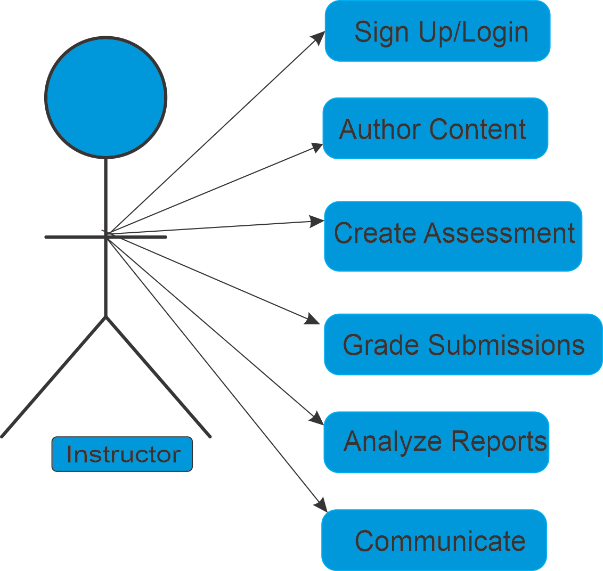 Sign Up/Login
Author Content
Create Assessment
Grade Submissions
Analyze Reports
Instructor
Communicate